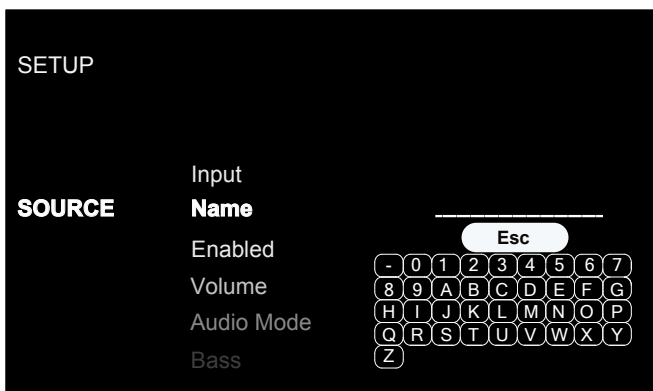 SETUP
Input
SOURCE Name ____________
Esc
Enabled
- 0 1 2 3 4 5 6 7
Volume
8 9 A B C D E F G
H I J K L M N O P
Audio Mode
Q R S T U V W X Y
Bass
Z